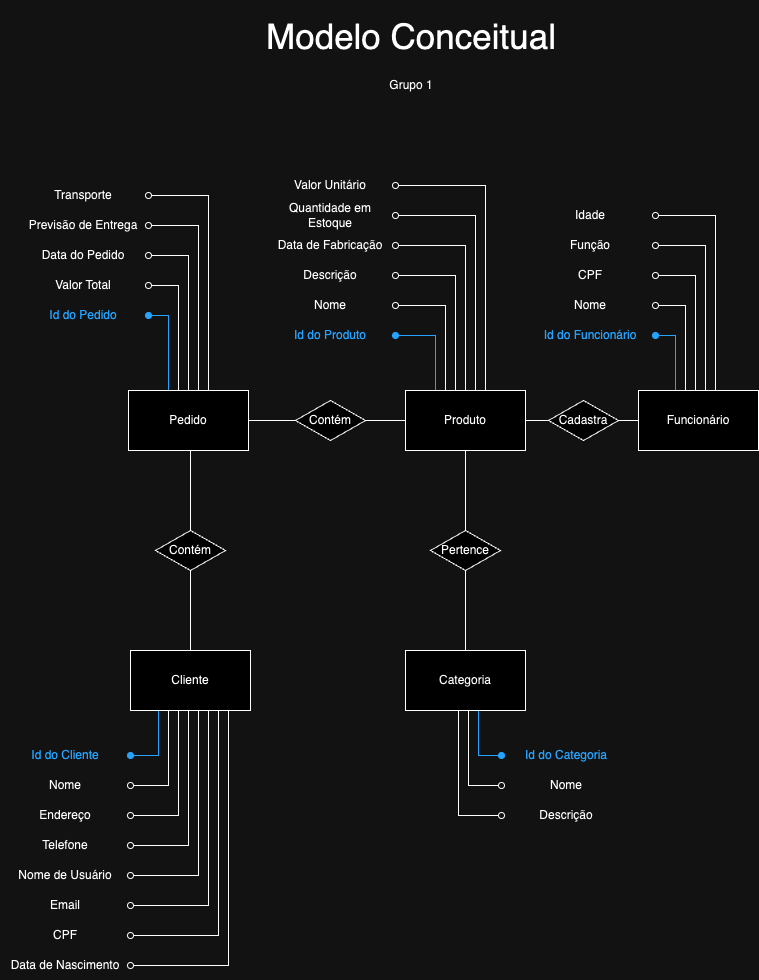 Modelo Conceitual
Grupo 1
Transporte
Previsão de Entrega
Data do Pedido
Valor Total
Id do Pedido
Valor Unitário
Quantidade em
Estoque
Data de Fabricação
Descrição
Nome
Id do Produto
Idade
Função
CPF
Nome
Id do Funcionário
Pedido
Contém
Produto
Cadastra
Funcionário
Contém
Pertence
Cliente
Categoria
Id do Cliente
Nome
Endereço
Telefone
Nome de Usuário
Email
CPF
Data de Nascimento
Id do Categoria
Nome
Descrição